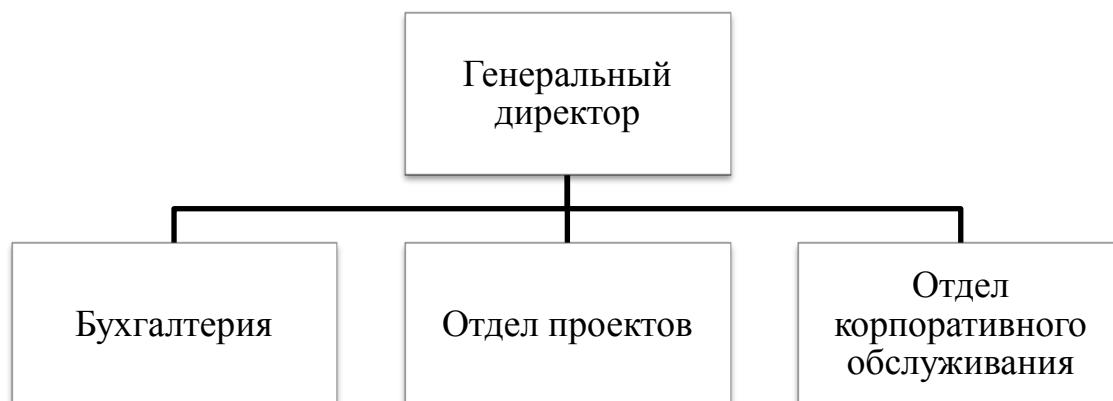 Генеральный
директор
Бухгалтерия
Отдел проектов
Отдел
корпоративного
обслуживания